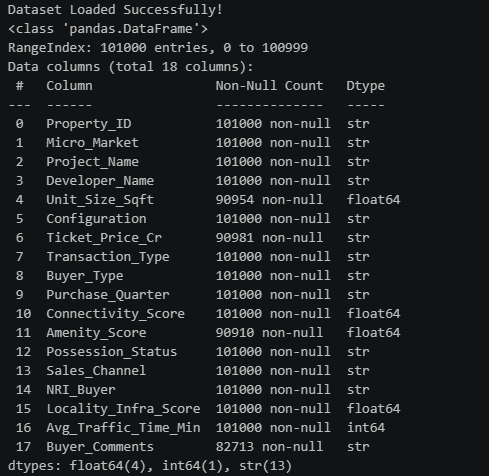 Dataset Loaded Successfully!
<class 'pandas.DataFrame'>
RangeIndex: 101000 entries, 0 to 100999
Data columns (total 18 columns):
 #   Column               Non-Null Count   Dtype
---  ------               --------------   -----
 0   Property_ID          101000 non-null  str
 1   Micro_Market         101000 non-null  str
 2   Project_Name         101000 non-null  str
 3   Developer_Name       101000 non-null  str
 4   Unit_Size_Sqft       90954 non-null   float64
 5   Configuration        101000 non-null  str
 6   Ticket_Price_Cr      90981 non-null   str
 7   Transaction_Type     101000 non-null  str
 8   Buyer_Type           101000 non-null  str
 9   Purchase_Quarter     101000 non-null  str
 10  Connectivity_Score   101000 non-null  float64
 11  Amenity_Score        90910 non-null   float64
 12  Possession_Status    101000 non-null  str
 13  Sales_Channel        101000 non-null  str
 14  NRI_Buyer            101000 non-null  str
 15  Locality_Infra_Score 101000 non-null  float64
 16  Avg_Traffic_Time_Min 101000 non-null  int64
 17  Buyer_Comments       82713 non-null   str
dtypes: float64(4), int64(1), str(13)